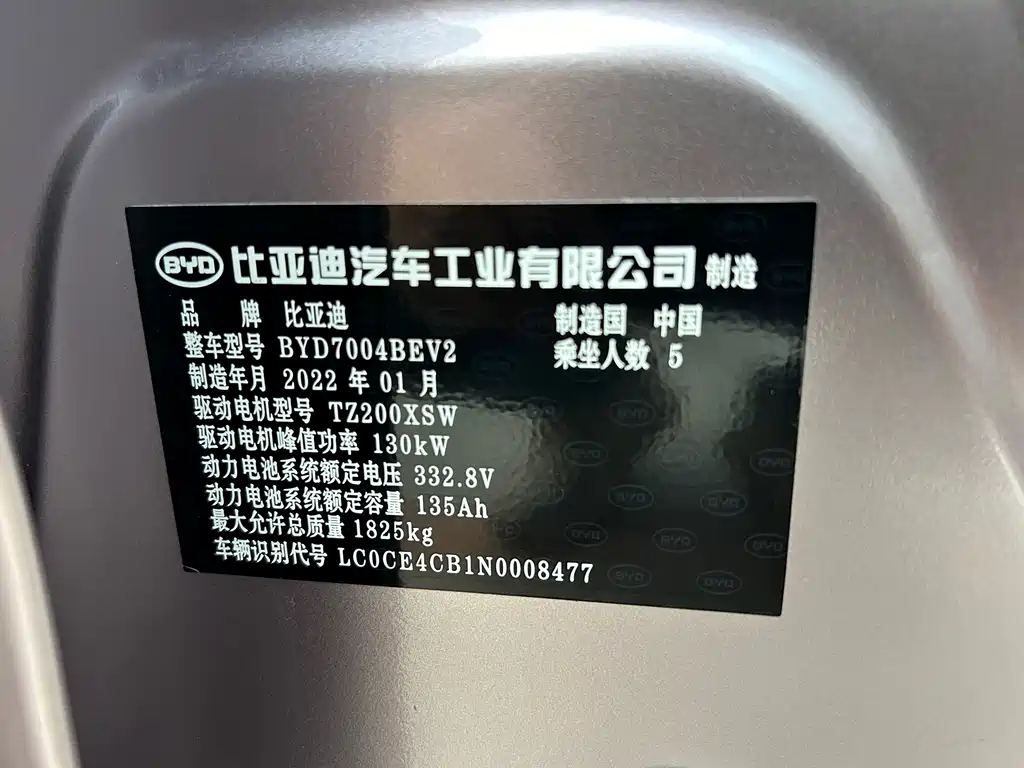 BYD 比亚迪汽车工业有限公司 制造
品 牌 比亚迪 制造国 中国
整车型号 BYD7004BEV2 乘坐人数 5
制造年月 2022 年 01 月
驱动电机型号 TZ200XSW
驱动电机峰值功率 130kW
动力电池系统额定电压 332.8V
动力电池系统额定容量 135Ah
最大允许总质量 1825kg
车辆识别代号 LC0CE4CB1N0008477